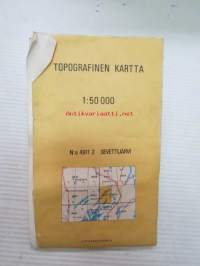 TOPOGRAFINEN KARTTA
1:50 000
antikvariaatti.net
N:o 4911 2 SEVETTIJÄRVI